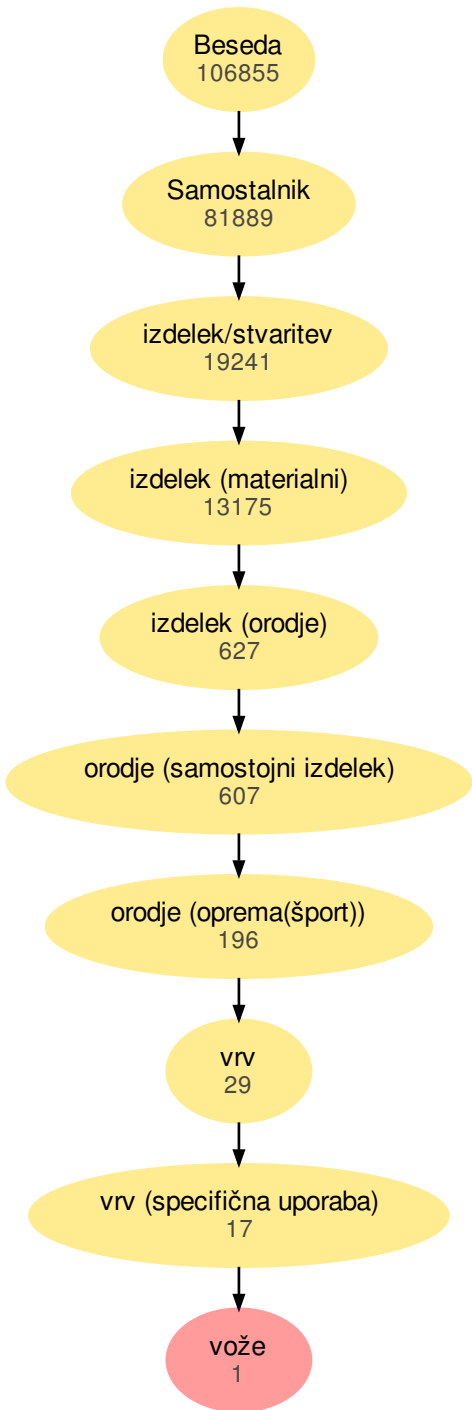 Beseda
106855
Samostalnik
81889
izdelek/stvaritev
19241
izdelek (materialni)
13175
izdelek (orodje)
627
orodje (samostojni izdelek)
607
orodje (oprema(šport))
196
vrv
29
vrv (specifična uporaba)
17
vože
1